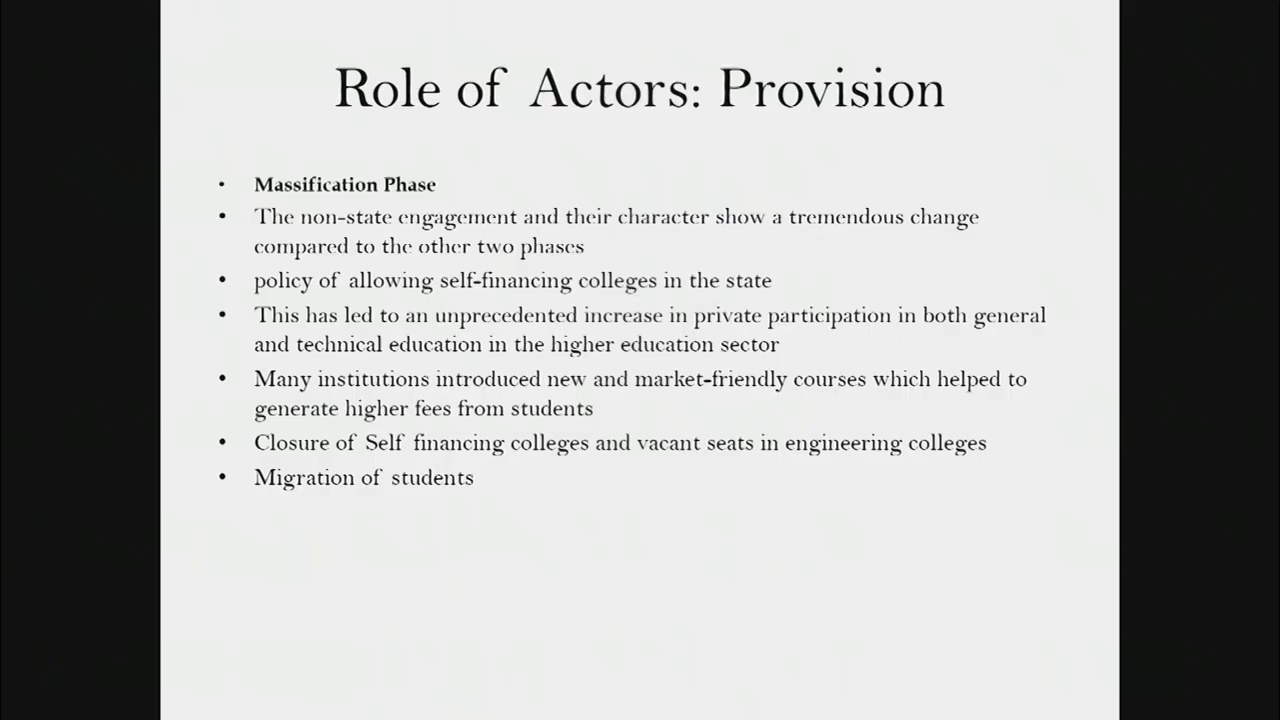 Role of Actors: Provision
• Massification Phase
• The non-state engagement and their character show a tremendous change
compared to the other two phases
• policy of allowing self-financing colleges in the state
• This has led to an unprecedented increase in private participation in both general
and technical education in the higher education sector
• Many institutions introduced new and market-friendly courses which helped to
generate higher fees from students
• Closure of Self financing colleges and vacant seats in engineering colleges
• Migration of students